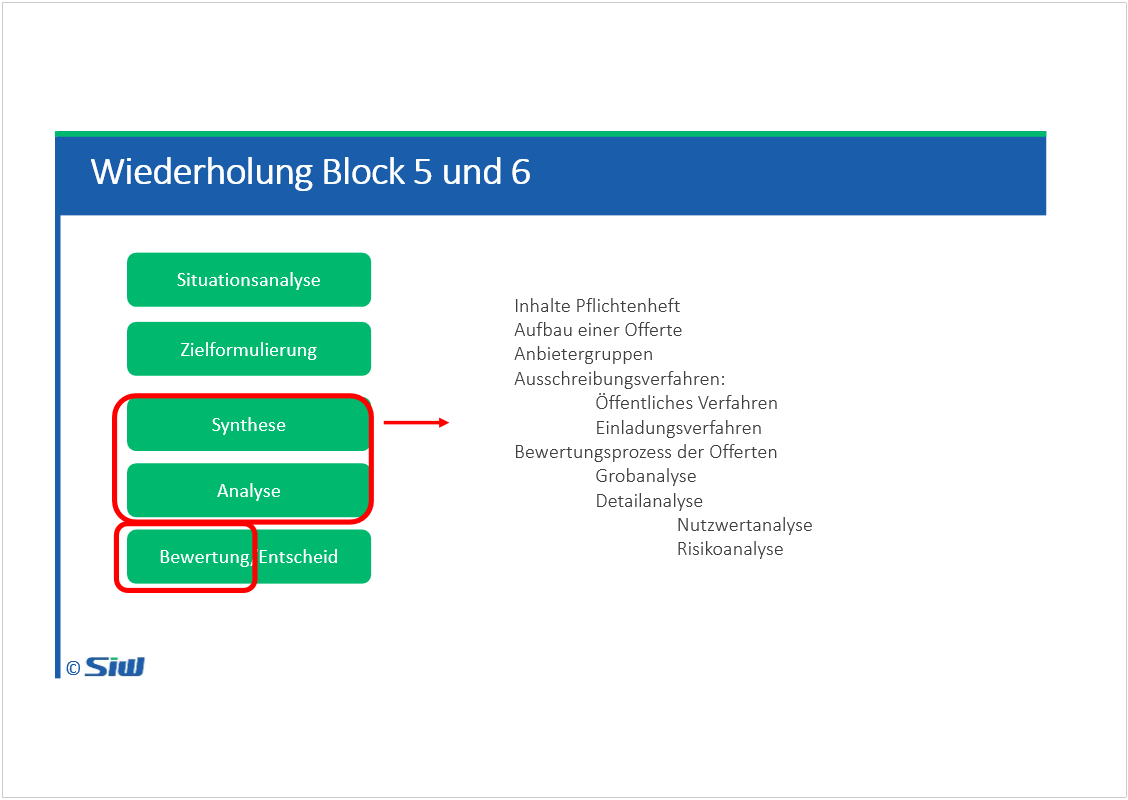 Wiederholung Block 5 und 6
Situationsanalyse
Zielformulierung
Synthese
Analyse
Bewertung/Entscheid
Inhalte Pflichtenheft
Aufbau einer Offerte
Anbietergruppen
Ausschreibungsverfahren:
Öffentliches Verfahren
Einladungsverfahren
Bewertungsprozess der Offerten
Grobanalyse
Detailanalyse
Nutzwertanalyse
Risikoanalyse
© SIW